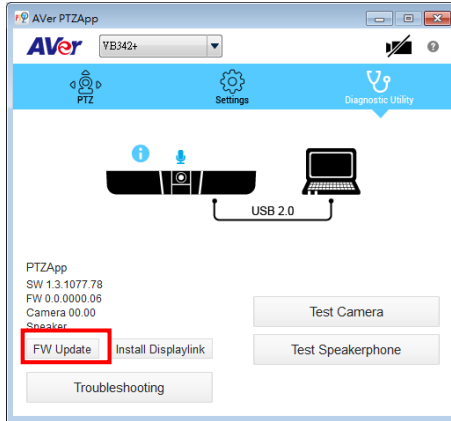 AVer PTZApp
AVer VB342+
PTZ Settings Diagnostic Utility
USB 2.0
PTZApp
SW 1.3.1077.78
FW 0.0.0000.06
Camera 00.00
Speaker
Test Camera
FW Update Install Displaylink Test Speakerphone
Troubleshooting